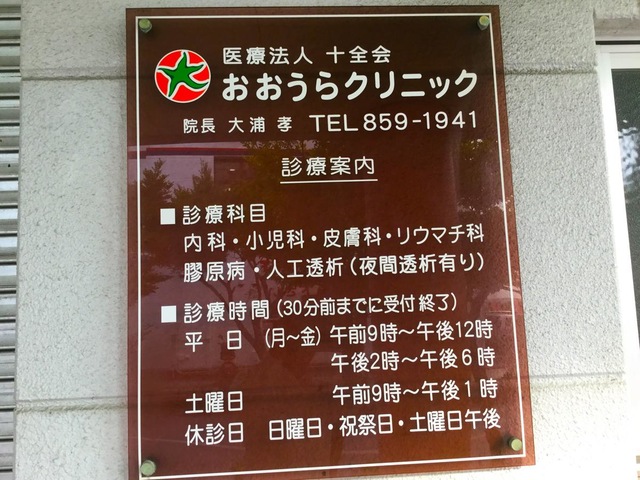 医療法人 十全会
おおうらクリニック
院長 大浦 孝 TEL 859-1941
診療案内
■診療科目
内科・小児科・皮膚科・リウマチ科
膠原病・人工透析(夜間透析有り)
■診療時間(30分前までに受付終了)
平 日 (月～金)午前9時～午後12時
午後2時～午後6時
土曜日 午前9時～午後1時
休診日 日曜日・祝祭日・土曜日午後